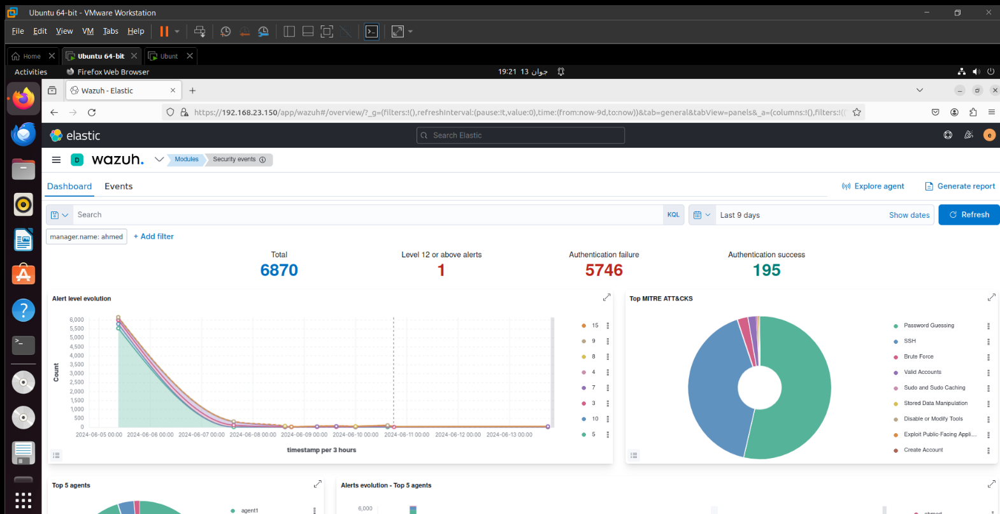 Ubuntu 64-bit - VMware Workstation
File Edit View VM Tabs Help
Home Ubuntu 64-bit Ubunt
Activities Firefox Web Browser 19:21 13 جوان
Wazuh - Elastic
https://192.168.23.150/app/wazuh#/overview/?_g=(filters:!(),refreshInterval:(pause:!t,value:0),time:(from:now-9d,to:now))&tab=general&tabView=panels&_a=(columns:!(),filters:!((
elastic Search Elastic e
D wazuh. Modules Security events
Dashboard Events Explore agent Generate report
Search KQL Last 9 days Show dates Refresh
manager.name: ahmed + Add filter
Total Level 12 or above alerts Authentication failure Authentication success
6870 1 5746 195
Alert level evolution
6,000
5,500
5,000
4,500
4,000
3,500
3,000
2,500
2,000
1,500
1,000
500
0
Count
2024-06-05 00:00 2024-06-06 00:00 2024-06-07 00:00 2024-06-08 00:00 2024-06-09 00:00 2024-06-10 00:00 2024-06-11 00:00 2024-06-12 00:00 2024-06-13 00:00
timestamp per 3 hours
15
9
8
4
7
3
10
5
Top MITRE ATT&CKS
Password Guessing
SSH
Brute Force
Valid Accounts
Sudo and Sudo Caching
Stored Data Manipulation
Disable or Modify Tools
Exploit Public-Facing Appli...
Create Account
Top 5 agents
agent1
Alerts evolution - Top 5 agents
6,000
ahmed